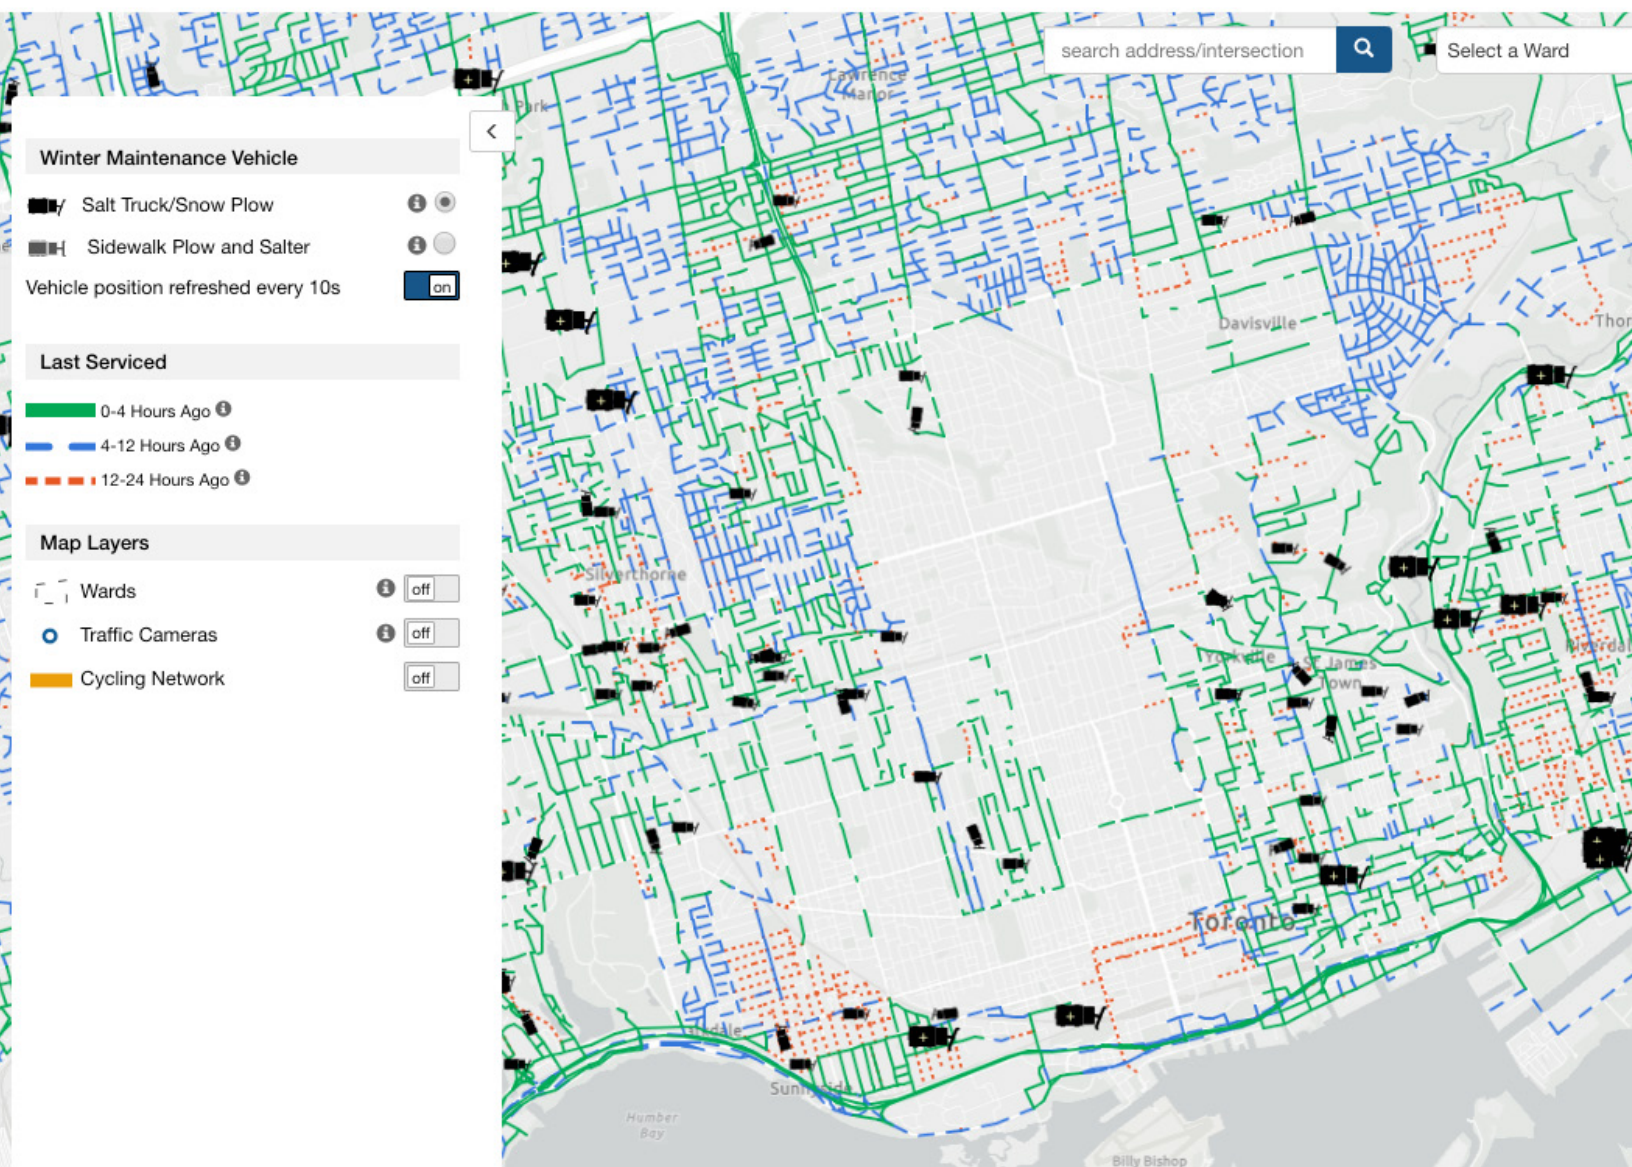 search address/intersection
Select a Ward
Lawrence
Manor
Park
Winter Maintenance Vehicle
Salt Truck/Snow Plow
Sidewalk Plow and Salter
Vehicle position refreshed every 10s
on
Davisville
Thor
Last Serviced
0-4 Hours Ago
4-12 Hours Ago
12-24 Hours Ago
Map Layers
Silverthorne
Wards
off
Traffic Cameras
off
Cycling Network
off
Yorkville
St James
Town
Riverdal
Toronto
Sunnyside
Humber
Bay
Billy Bishop